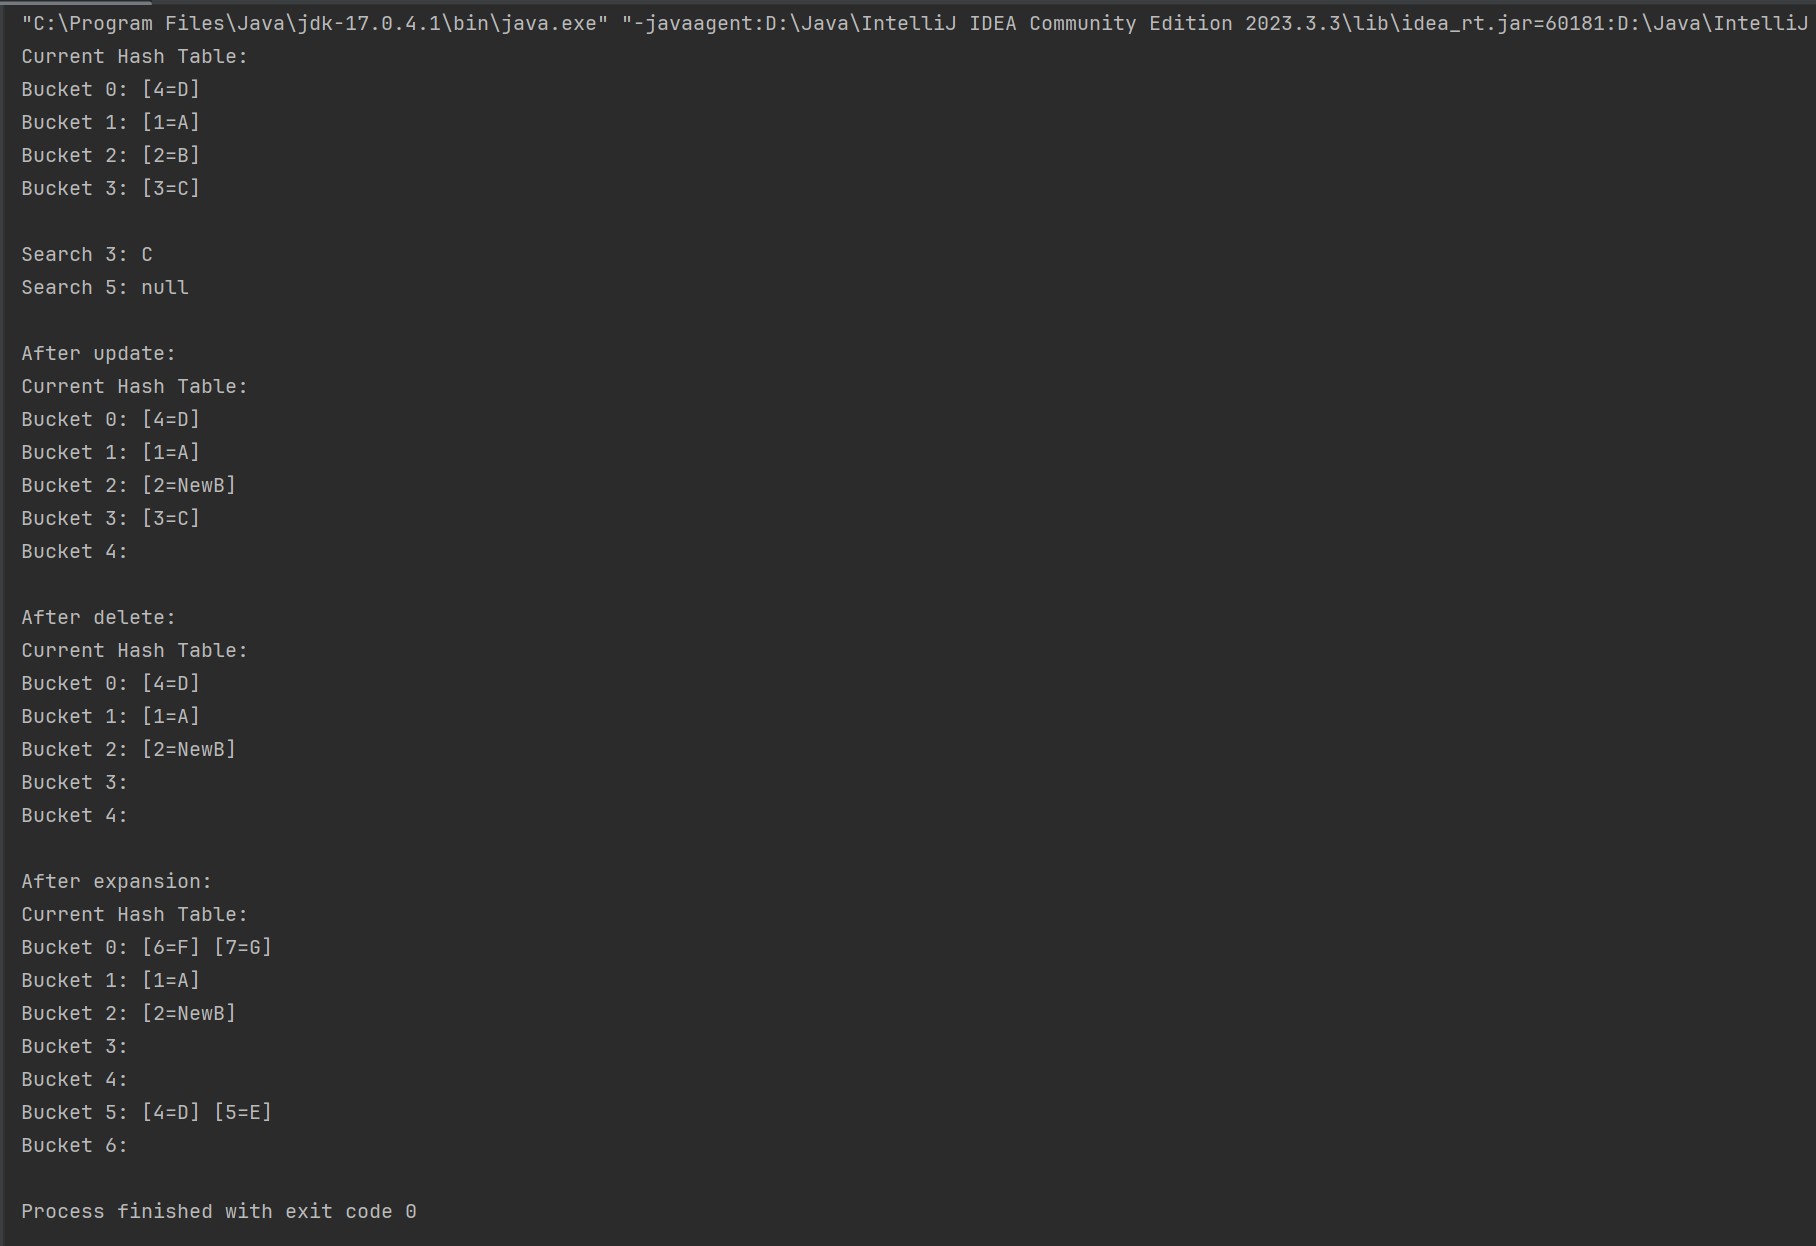 "C:\Program Files\Java\jdk-17.0.4.1\bin\java.exe" "-javaagent:D:\Java\IntelliJ IDEA Community Edition 2023.3.3\lib\idea_rt.jar=60181:D:\Java\IntelliJ
Current Hash Table:
Bucket 0: [4=D]
Bucket 1: [1=A]
Bucket 2: [2=B]
Bucket 3: [3=C]
Search 3: C
Search 5: null
After update:
Current Hash Table:
Bucket 0: [4=D]
Bucket 1: [1=A]
Bucket 2: [2=NewB]
Bucket 3: [3=C]
Bucket 4:
After delete:
Current Hash Table:
Bucket 0: [4=D]
Bucket 1: [1=A]
Bucket 2: [2=NewB]
Bucket 3:
Bucket 4:
After expansion:
Current Hash Table:
Bucket 0: [6=F] [7=G]
Bucket 1: [1=A]
Bucket 2: [2=NewB]
Bucket 3:
Bucket 4:
Bucket 5: [4=D] [5=E]
Bucket 6:
Process finished with exit code 0